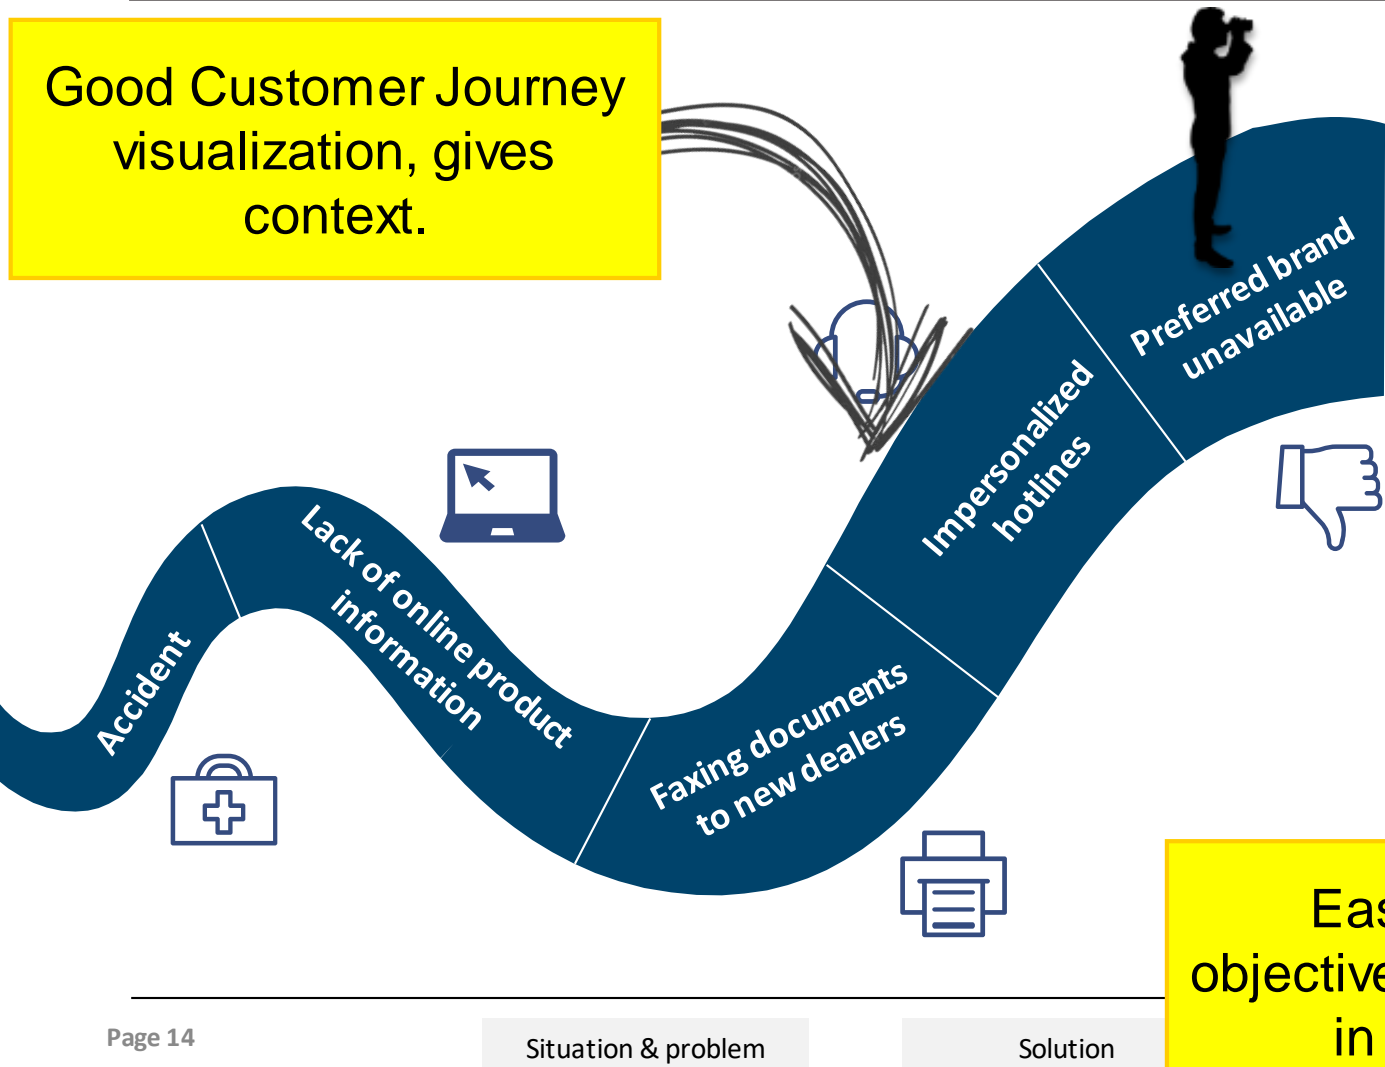 Good Customer Journey
visualization, gives
context.
Preferred brand
unavailable
Impersonalized
hotlines
Lack of online product
information
Accident
Faxing documents
to new dealers
objective
in
Page 14
Situation & problem
Solution